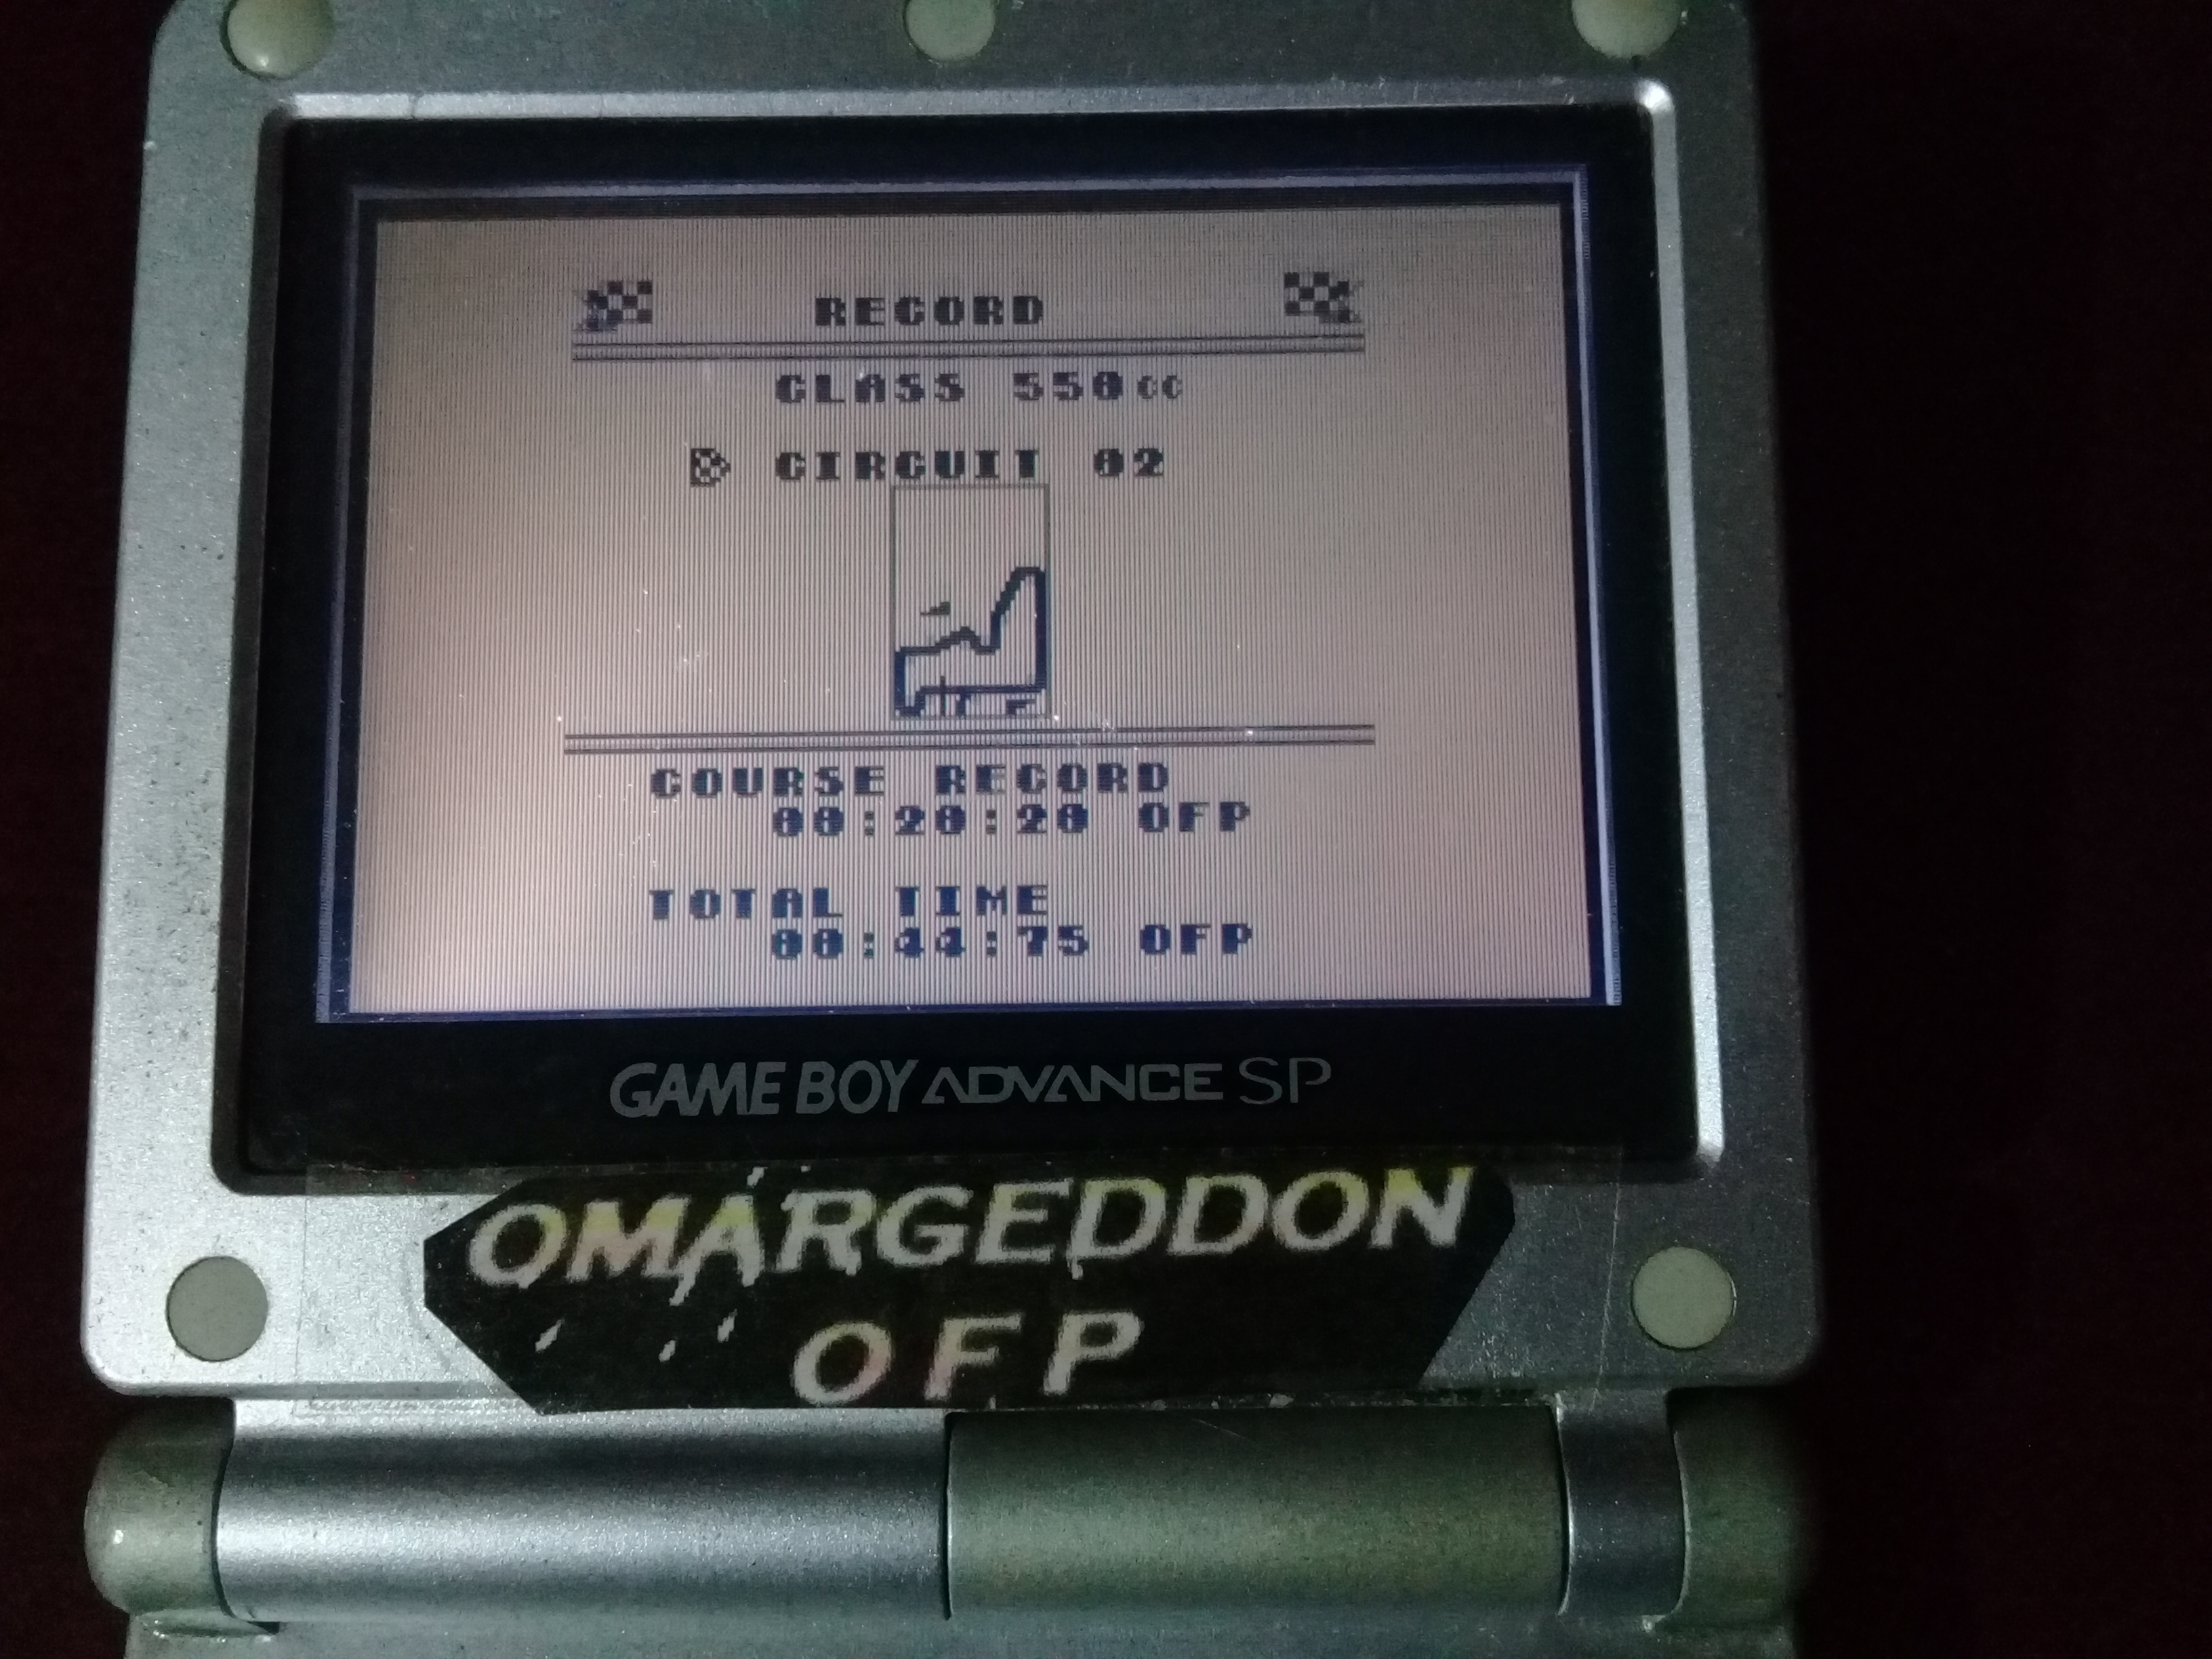 RECORD
CLASS 550cc
CIRCUIT 02
COURSE RECORD
00:20:20 OFP
TOTAL TIME
00:44:75 OFP
GAME BOY ADVANCE SP
OMARGEDDON
OFP